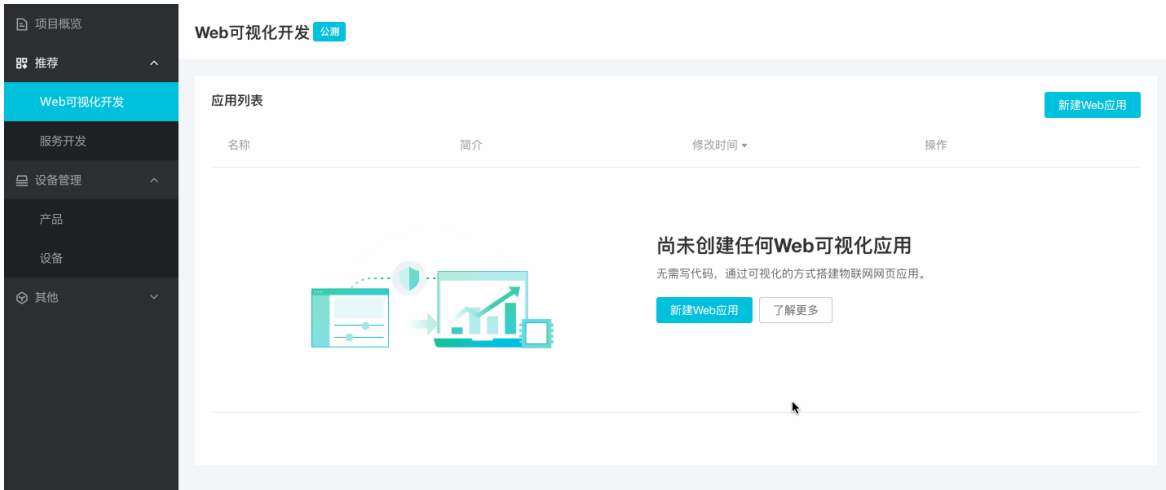 项目概览
推荐
Web可视化开发
服务开发
设备管理
产品
设备
其他
Web可视化开发 公测
应用列表 新建Web应用
名称 简介 修改时间 操作
尚未创建任何Web可视化应用
无需写代码，通过可视化的方式搭建物联网网页应用。
新建Web应用 了解更多